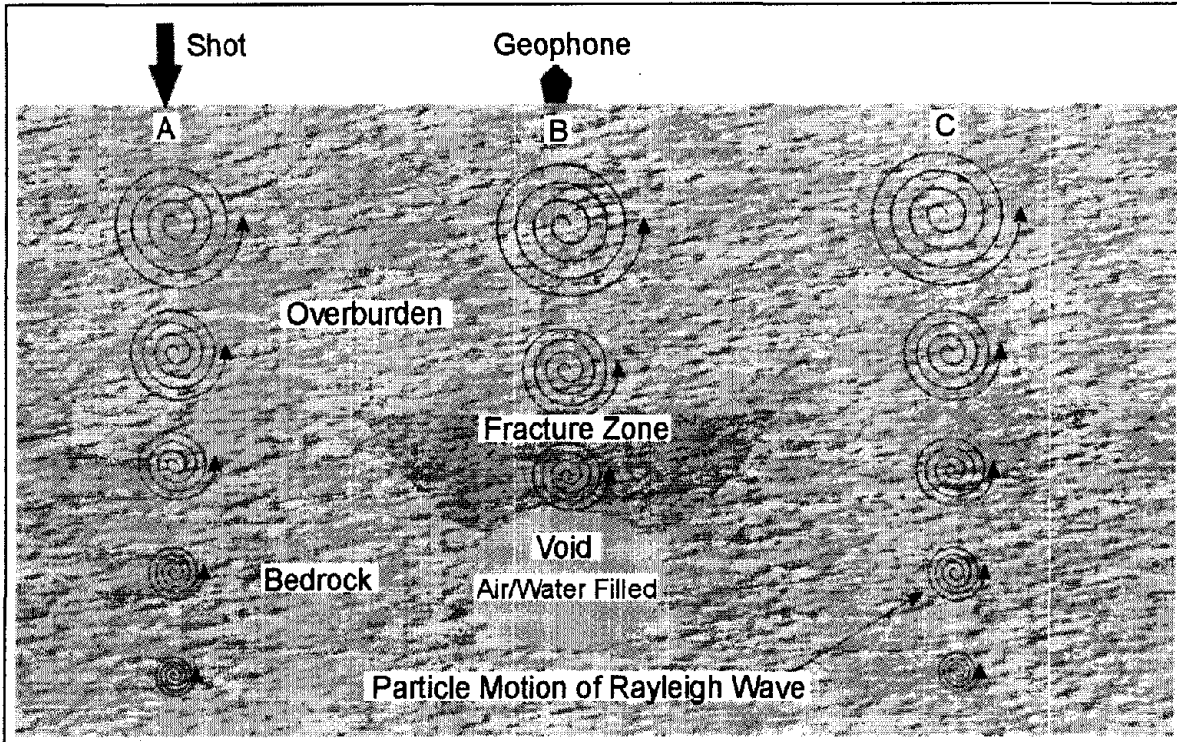 Shot
Geophone
A
B
C
Overburden
Fracture Zone
Void
Air/Water Filled
Bedrock
Particle Motion of Rayleigh Wave